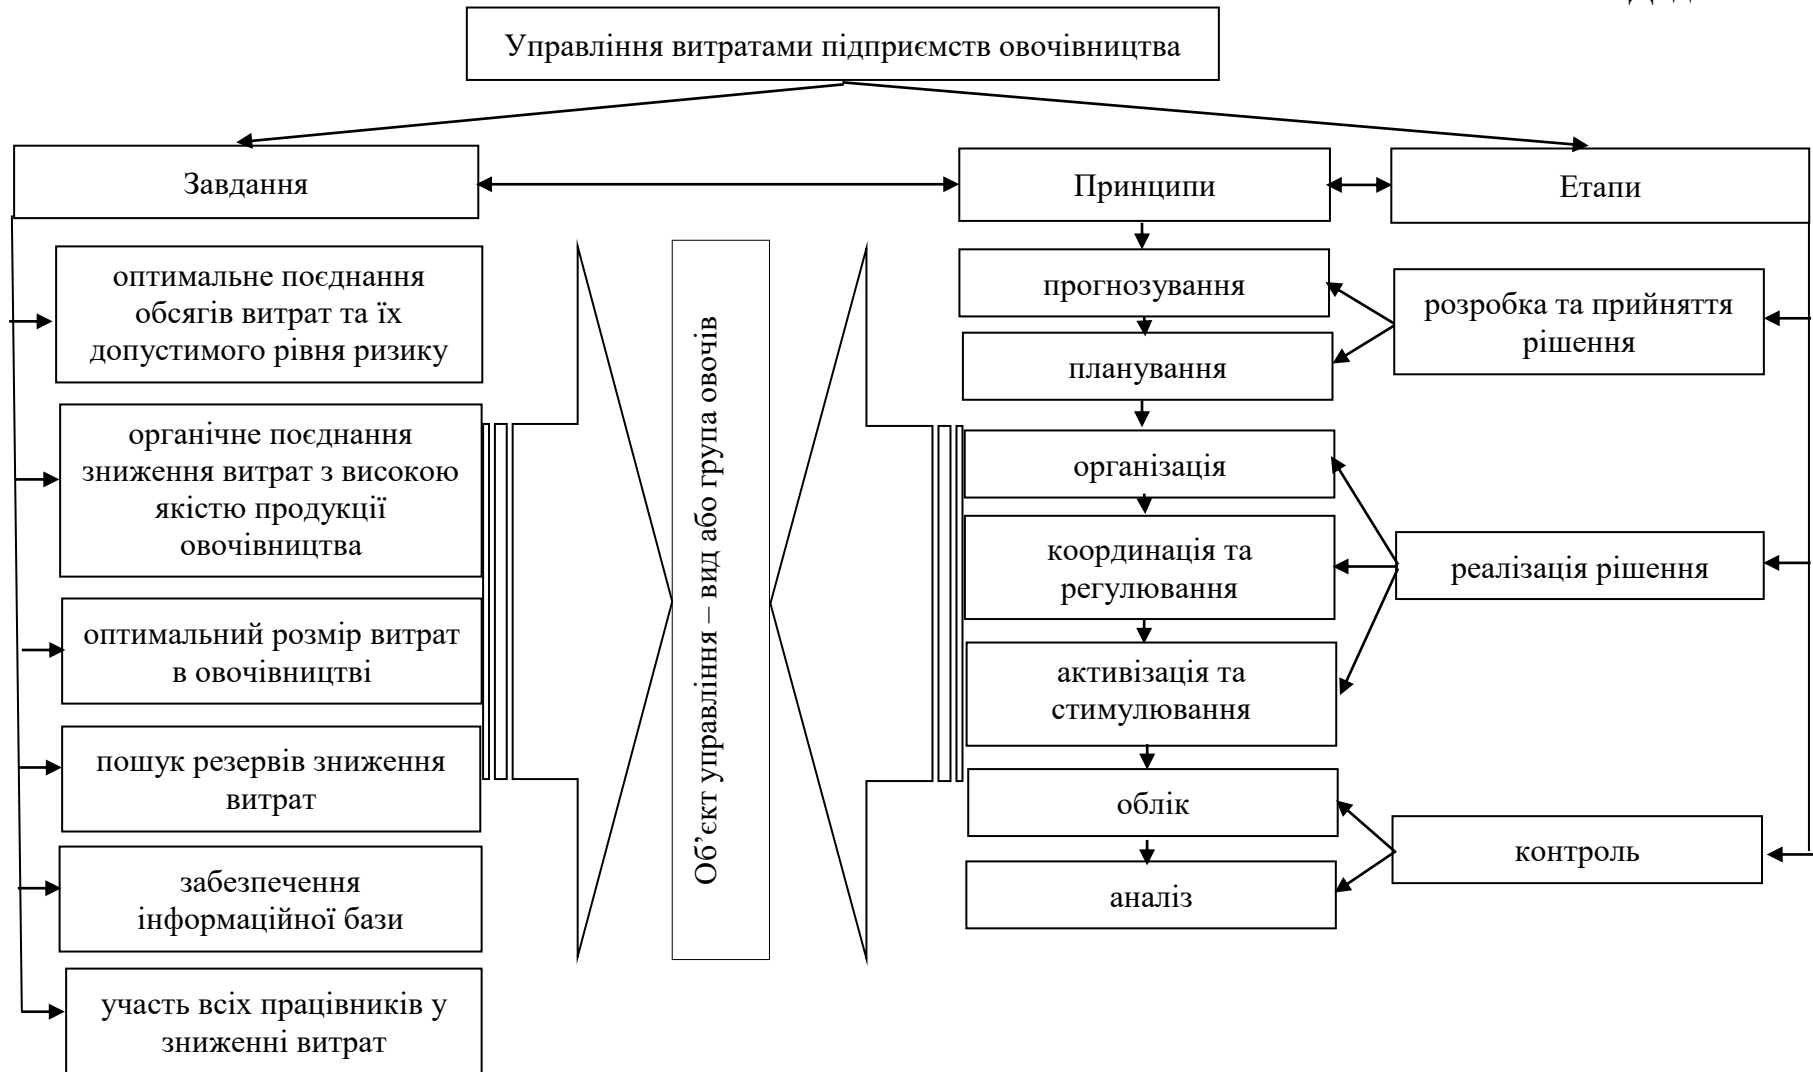 Управління витратами підприємств овочівництва
Завдання
Принципи
Етапи
оптимальне поєднання
обсягів витрат та їх
допустимого рівня ризику
органічне поєднання
зниження витрат з високою
якістю продукції
овочівництва
оптимальний розмір витрат
в овочівництві
пошук резервів зниження
витрат
забезпечення
інформаційної бази
участь всіх працівників у
зниженні витрат
Об’єкт управління – вид або група овочів
прогнозування
планування
організація
координація та
регулювання
активізація та
стимулювання
облік
аналіз
розробка та прийняття
рішення
реалізація рішення
контроль